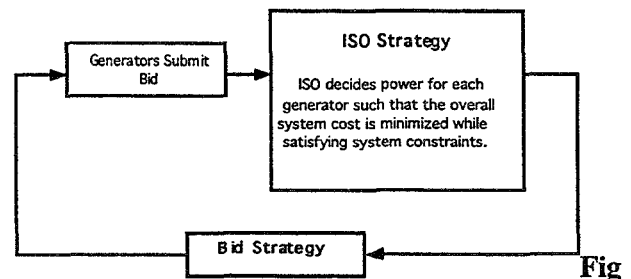 Generators Submit
Bid
ISO Strategy
ISO decides power for each
generator such that the overall
system cost is minimized while
satisfying system constraints.
Bid Strategy
Fig